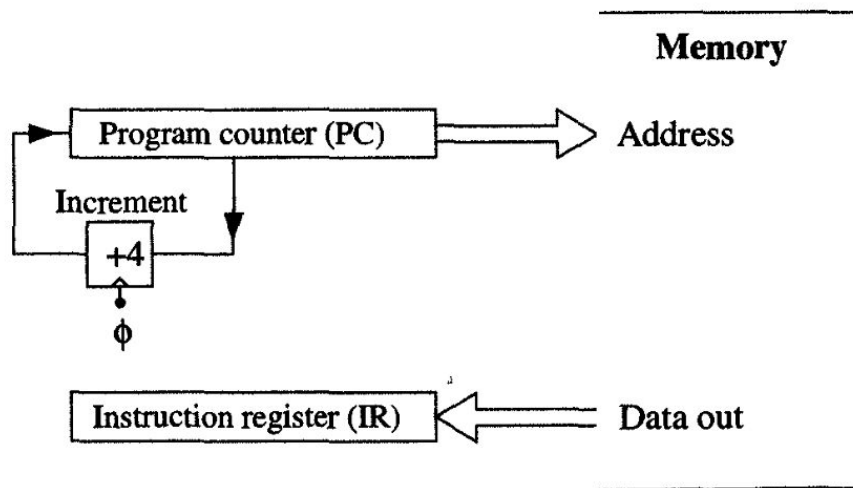 Memory
Program counter (PC)
Address
Increment
+4
ϕ
Instruction register (IR)
Data out